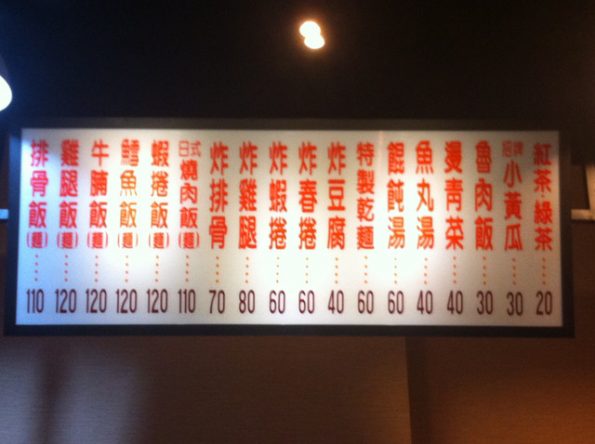 排骨飯(麵)……110
雞腿飯(麵)……120
牛腩飯(麵)……120
鱈魚飯(麵)……120
蝦捲飯(麵)……120
日式燒肉飯(麵)……110
炸排骨……70
炸雞腿……80
炸蝦捲……60
炸春捲……60
炸豆腐……40
特製乾麵……60
餛飩湯……60
魚丸湯……40
燙青菜……40
魯肉飯……30
招牌小黃瓜……30
紅茶綠茶……20